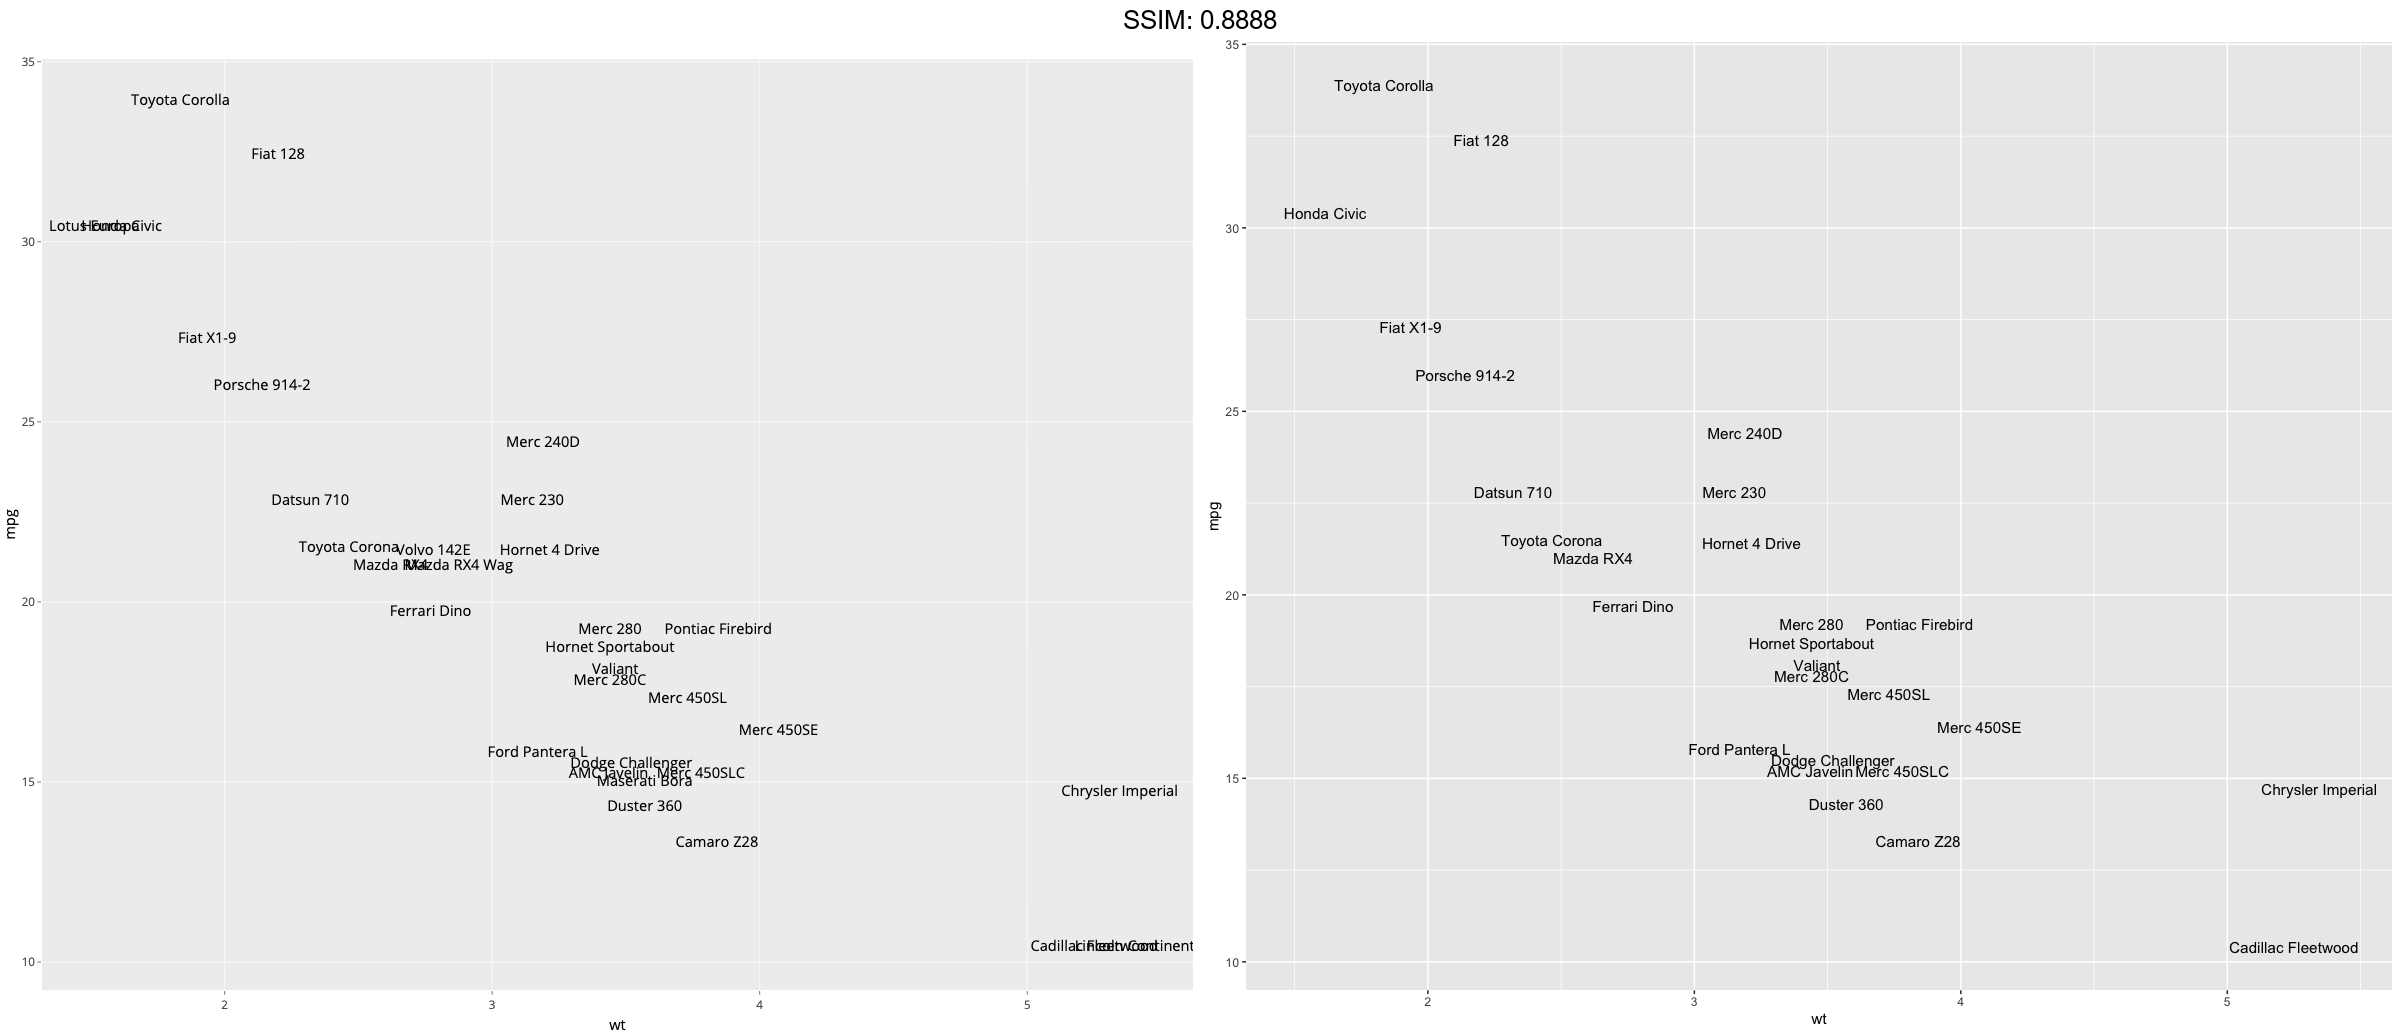 SSIM: 0.8888
35
Toyota Corolla
Fiat 128
Lotus Europa
Honda Civic
30
Fiat X1-9
Porsche 914-2
25
Merc 240D
Datsun 710
Merc 230
mpg
Toyota Corona
Volvo 142E
Hornet 4 Drive
Mazda RX4
Mazda RX4 Wag
20
Ferrari Dino
Merc 280
Pontiac Firebird
Hornet Sportabout
Valiant
Merc 280C
Merc 450SL
Merc 450SE
Ford Pantera L
Dodge Challenger
AMC Javelin
Merc 450SLC
15
Maserati Bora
Chrysler Imperial
Duster 360
Camaro Z28
Cadillac Fleetwood
10
2
3
4
5
wt
35
Toyota Corolla
Fiat 128
Honda Civic
30
Fiat X1-9
Porsche 914-2
25
Merc 240D
Datsun 710
Merc 230
mpg
Toyota Corona
Hornet 4 Drive
Mazda RX4
20
Ferrari Dino
Merc 280
Pontiac Firebird
Hornet Sportabout
Valiant
Merc 280C
Merc 450SL
Merc 450SE
Ford Pantera L
Dodge Challenger
AMC Javelin
Merc 450SLC
15
Chrysler Imperial
Duster 360
Camaro Z28
Cadillac Fleetwood
10
2
3
4
5
wt